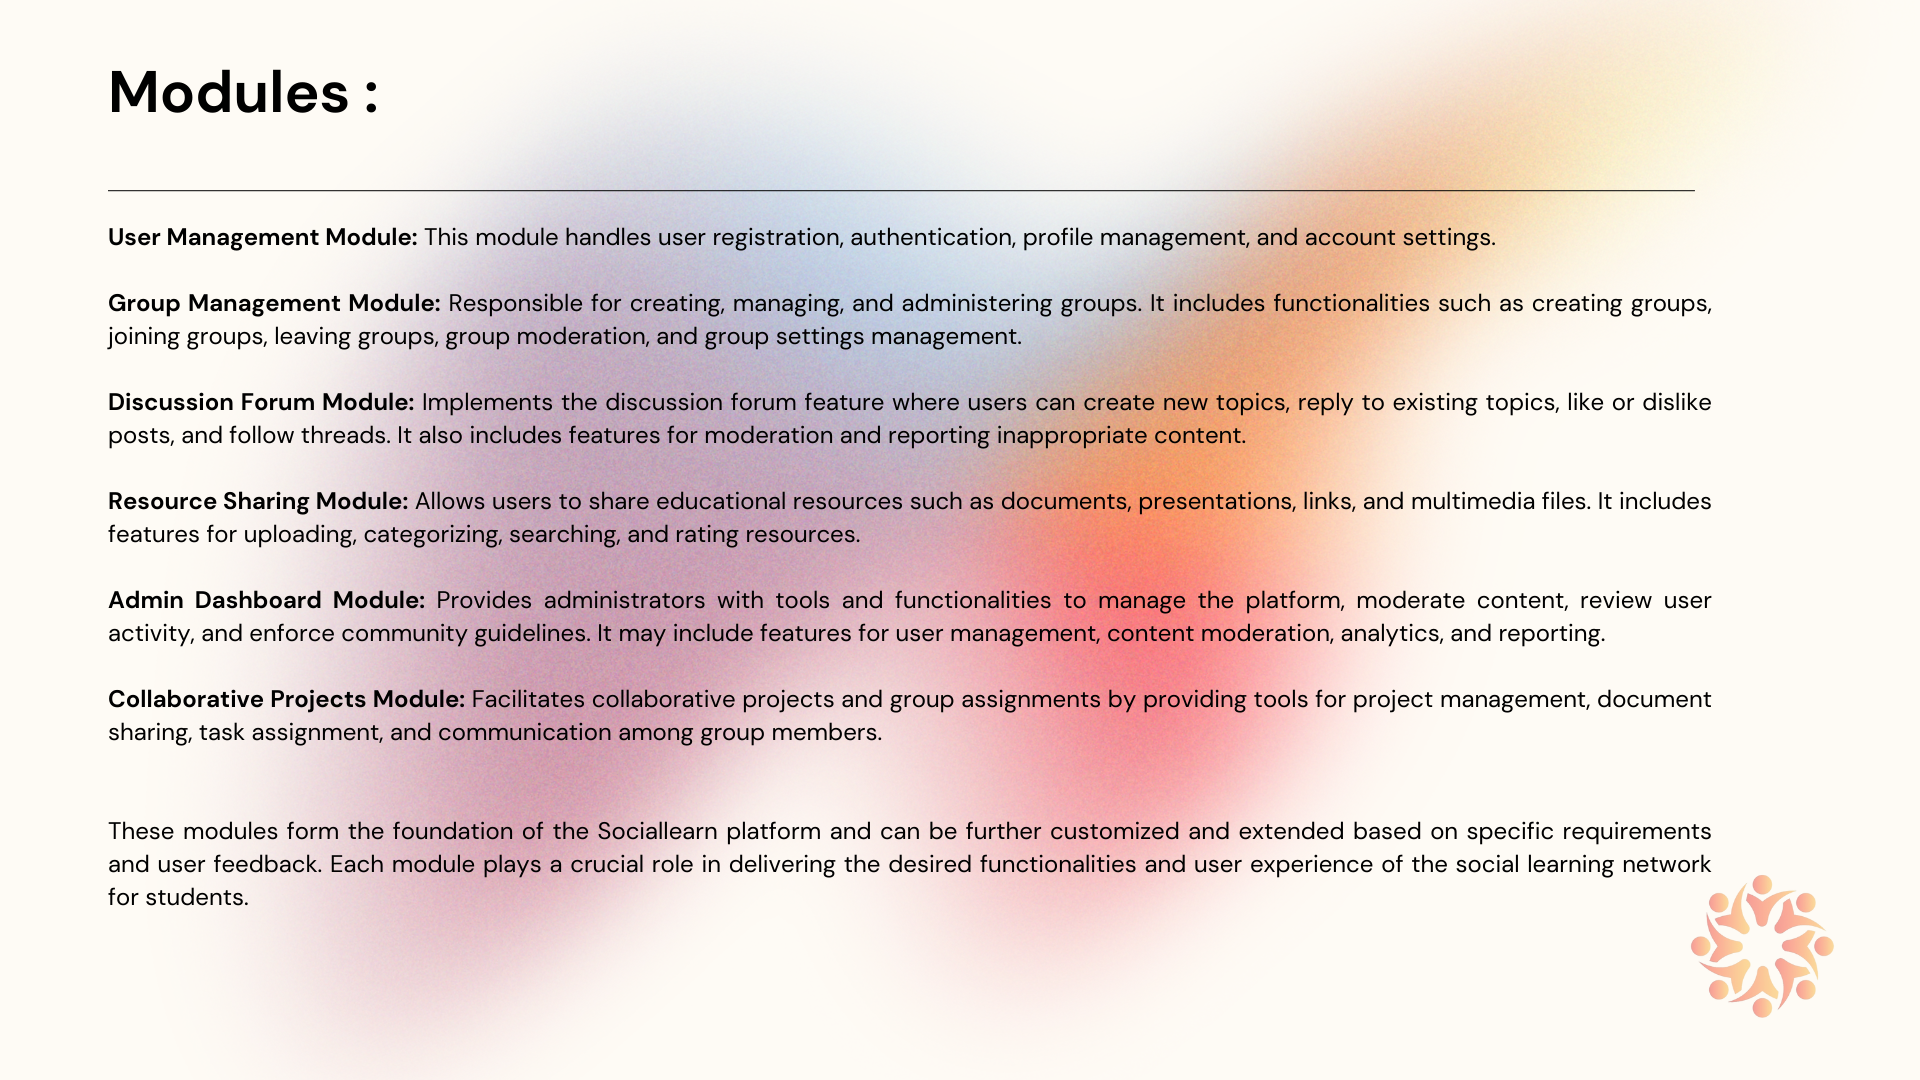 Modules :
User Management Module: This module handles user registration, authentication, profile management, and account settings.
Group Management Module: Responsible for creating, managing, and administering groups. It includes functionalities such as creating groups,
joining groups, leaving groups, group moderation, and group settings management.
Discussion Forum Module: Implements the discussion forum feature where users can create new topics, reply to existing topics, like or dislike
posts, and follow threads. It also includes features for moderation and reporting inappropriate content.
Resource Sharing Module: Allows users to share educational resources such as documents, presentations, links, and multimedia files. It includes
features for uploading, categorizing, searching, and rating resources.
Admin Dashboard Module: Provides administrators with tools and functionalities to manage the platform, moderate content, review user
activity, and enforce community guidelines. It may include features for user management, content moderation, analytics, and reporting.
Collaborative Projects Module: Facilitates collaborative projects and group assignments by providing tools for project management, document
sharing, task assignment, and communication among group members.
These modules form the foundation of the Sociallearn platform and can be further customized and extended based on specific requirements
and user feedback. Each module plays a crucial role in delivering the desired functionalities and user experience of the social learning network
for students.